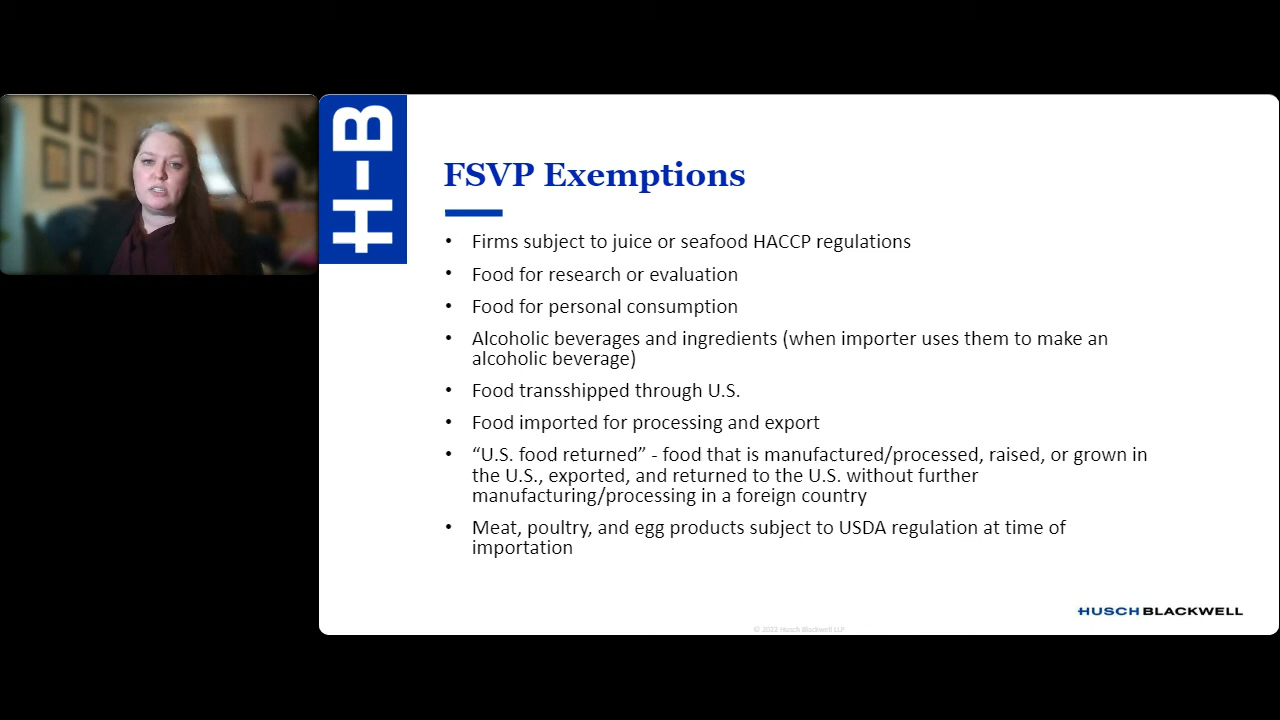 H-B
FSVP Exemptions
• Firms subject to juice or seafood HACCP regulations
• Food for research or evaluation
• Food for personal consumption
• Alcoholic beverages and ingredients (when importer uses them to make an
alcoholic beverage)
• Food transshipped through U.S.
• Food imported for processing and export
• “U.S. food returned” - food that is manufactured/processed, raised, or grown in
the U.S., exported, and returned to the U.S. without further
manufacturing/processing in a foreign country
• Meat, poultry, and egg products subject to USDA regulation at time of
importation
HUSCH BLACKWELL
© 2022 Husch Blackwell LLP